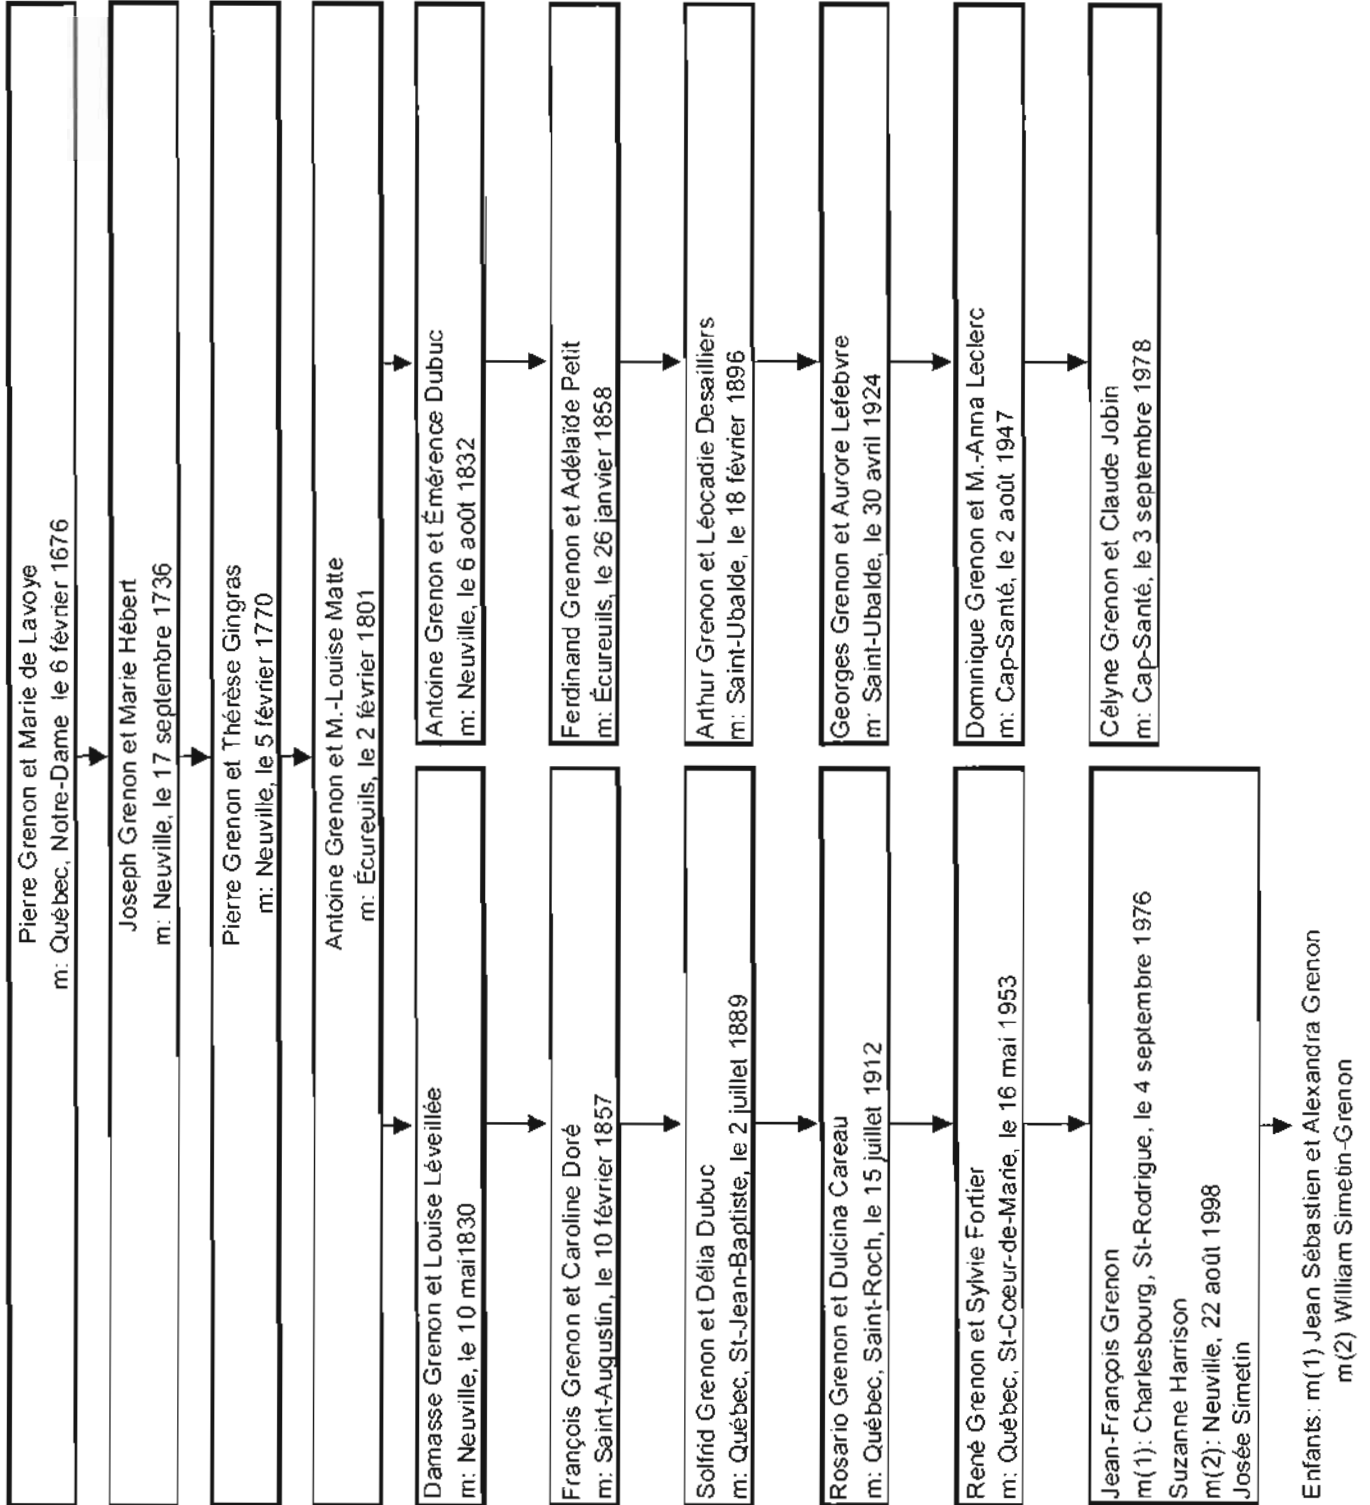 Pierre Grenon et Marie de Lavoye
m: Québec, Notre-Dame le 6 février 1676
Joseph Grenon et Marie Hébert
m: Neuville, le 17 septembre 1736
Pierre Grenon et Thérèse Gingras
m: Neuville, le 5 février 1770
Antoine Grenon et M.-Louise Matte
m: Écureuils, le 2 février 1801
Damasse Grenon et Louise Léveillée
m: Neuville, le 10 mai1830
François Grenon et Caroline Doré
m: Saint-Augustin, le 10 février 1857
Solfrid Grenon et Délia Dubuc
m: Québec, St-Jean-Baptiste, le 2 juillet 1889
Rosario Grenon et Dulcina Careau
m: Québec, Saint-Roch, le 15 juillet 1912
René Grenon et Sylvie Fortier
m: Québec, St-Coeur-de-Marie, le 16 mai 1953
Jean-François Grenon
m(1): Charlesbourg, St-Rodrigue, le 4 septembre 1976
Suzanne Harrison
m(2): Neuville, 22 août 1998
Josée Simetin
Enfants: m(1) Jean Sébastien et Alexandra Grenon
m(2) William Simetin-Grenon
Antoine Grenon et Émérence Dubuc
m: Neuville, le 6 août 1832
Ferdinand Grenon et Adélaïde Petit
m: Écureuils, le 26 janvier 1858
Arthur Grenon et Léocadie Desailliers
m: Saint-Ubalde, le 18 février 1896
Georges Grenon et Aurore Lefebvre
m: Saint-Ubalde, le 30 avril 1924
Dominique Grenon et M.-Anna Leclerc
m: Cap-Santé, le 2 août 1947
Célyne Grenon et Claude Jobin
m: Cap-Santé, le 3 septembre 1978